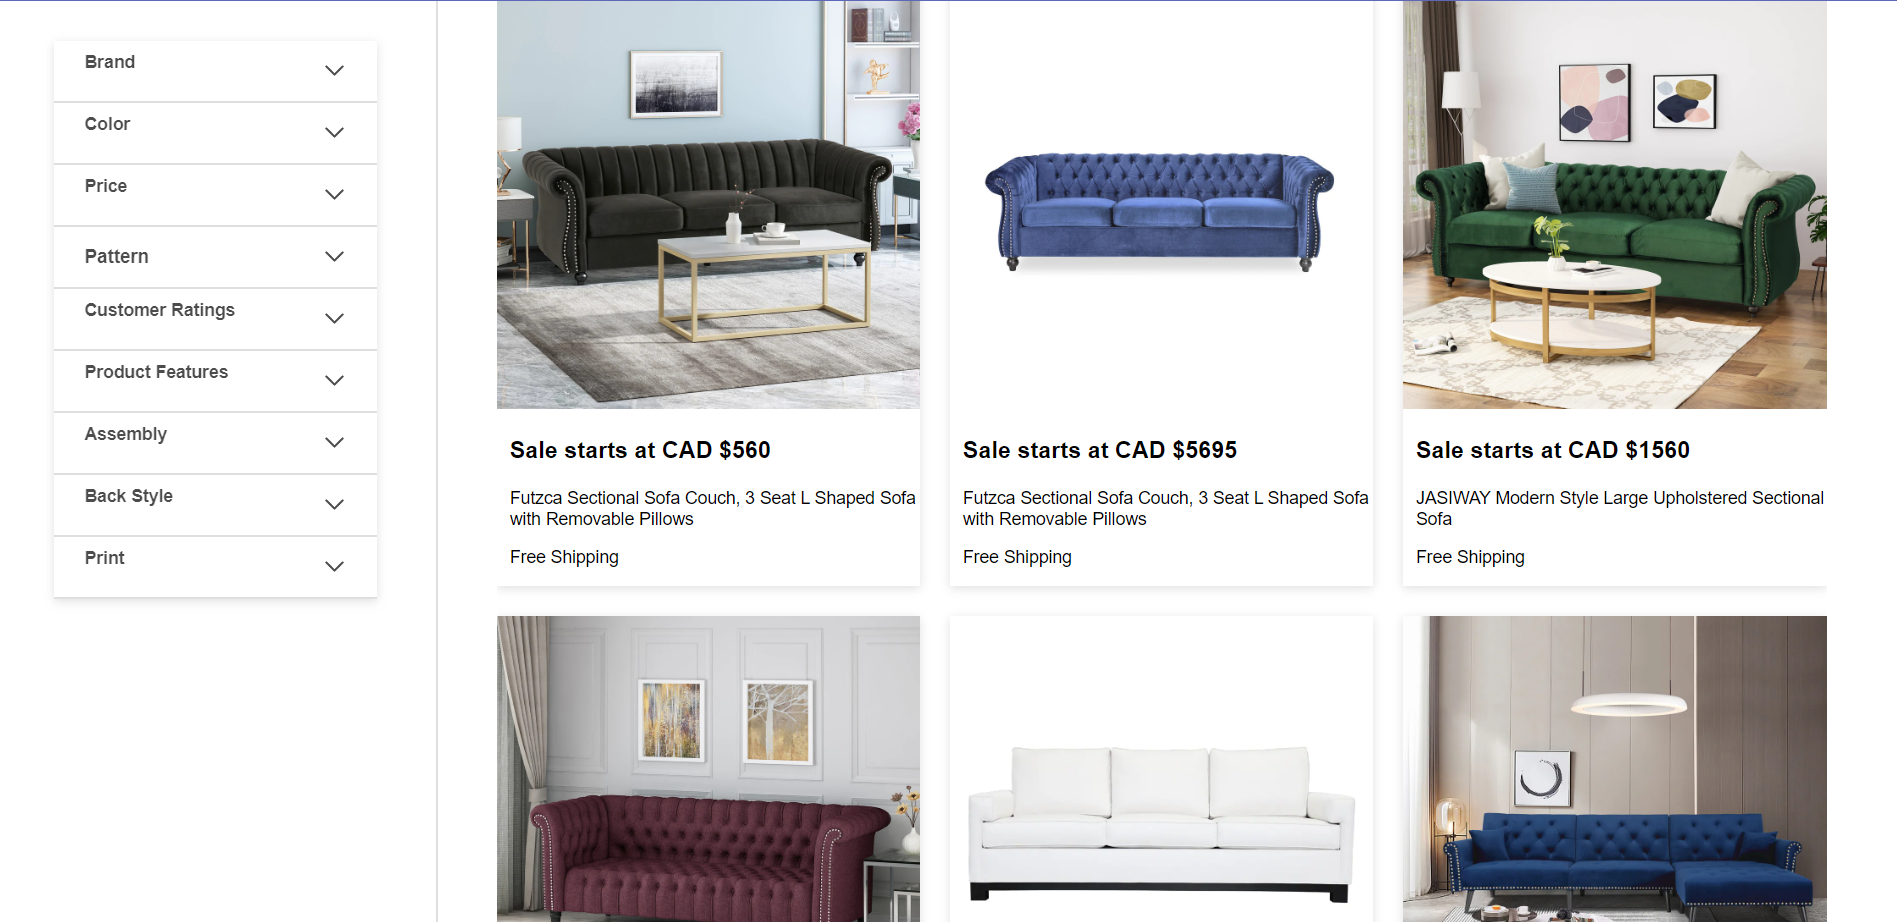 Brand
Color
Price
Pattern
Customer Ratings
Product Features
Assembly
Back Style
Print
Sale starts at CAD $560
Futzca Sectional Sofa Couch, 3 Seat L Shaped Sofa
with Removable Pillows
Free Shipping
Sale starts at CAD $5695
Futzca Sectional Sofa Couch, 3 Seat L Shaped Sofa
with Removable Pillows
Free Shipping
Sale starts at CAD $1560
JASIWAY Modern Style Large Upholstered Sectional
Sofa
Free Shipping